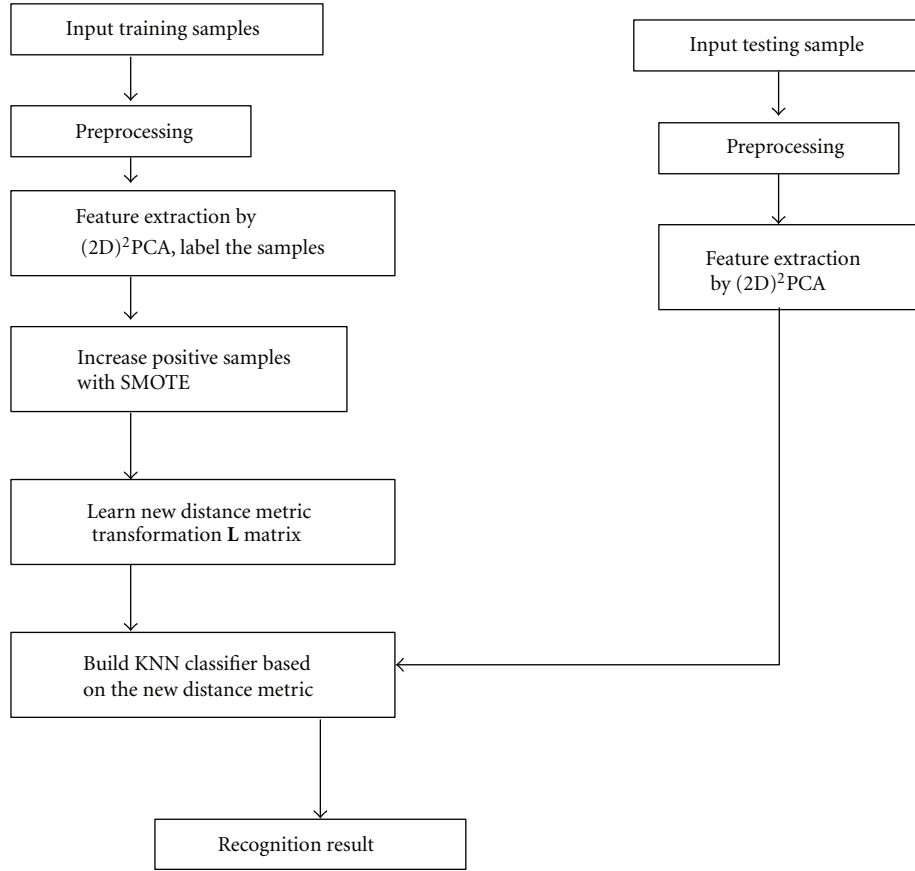 Input training samples
Preprocessing
Feature extraction by
(2D)²PCA, label the samples
Increase positive samples
with SMOTE
Learn new distance metric
transformation L matrix
Build KNN classifier based
on the new distance metric
Recognition result
Input testing sample
Preprocessing
Feature extraction
by (2D)²PCA